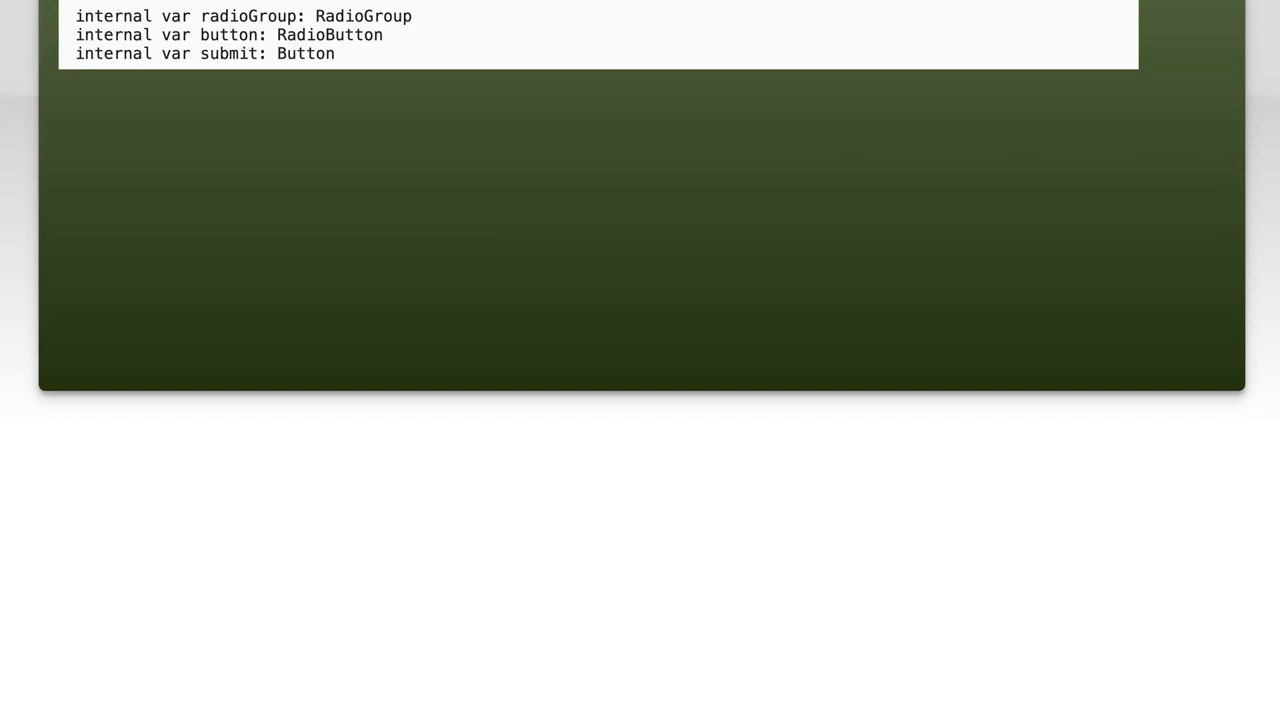 internal var radioGroup: RadioGroup
internal var button: RadioButton
internal var submit: Button